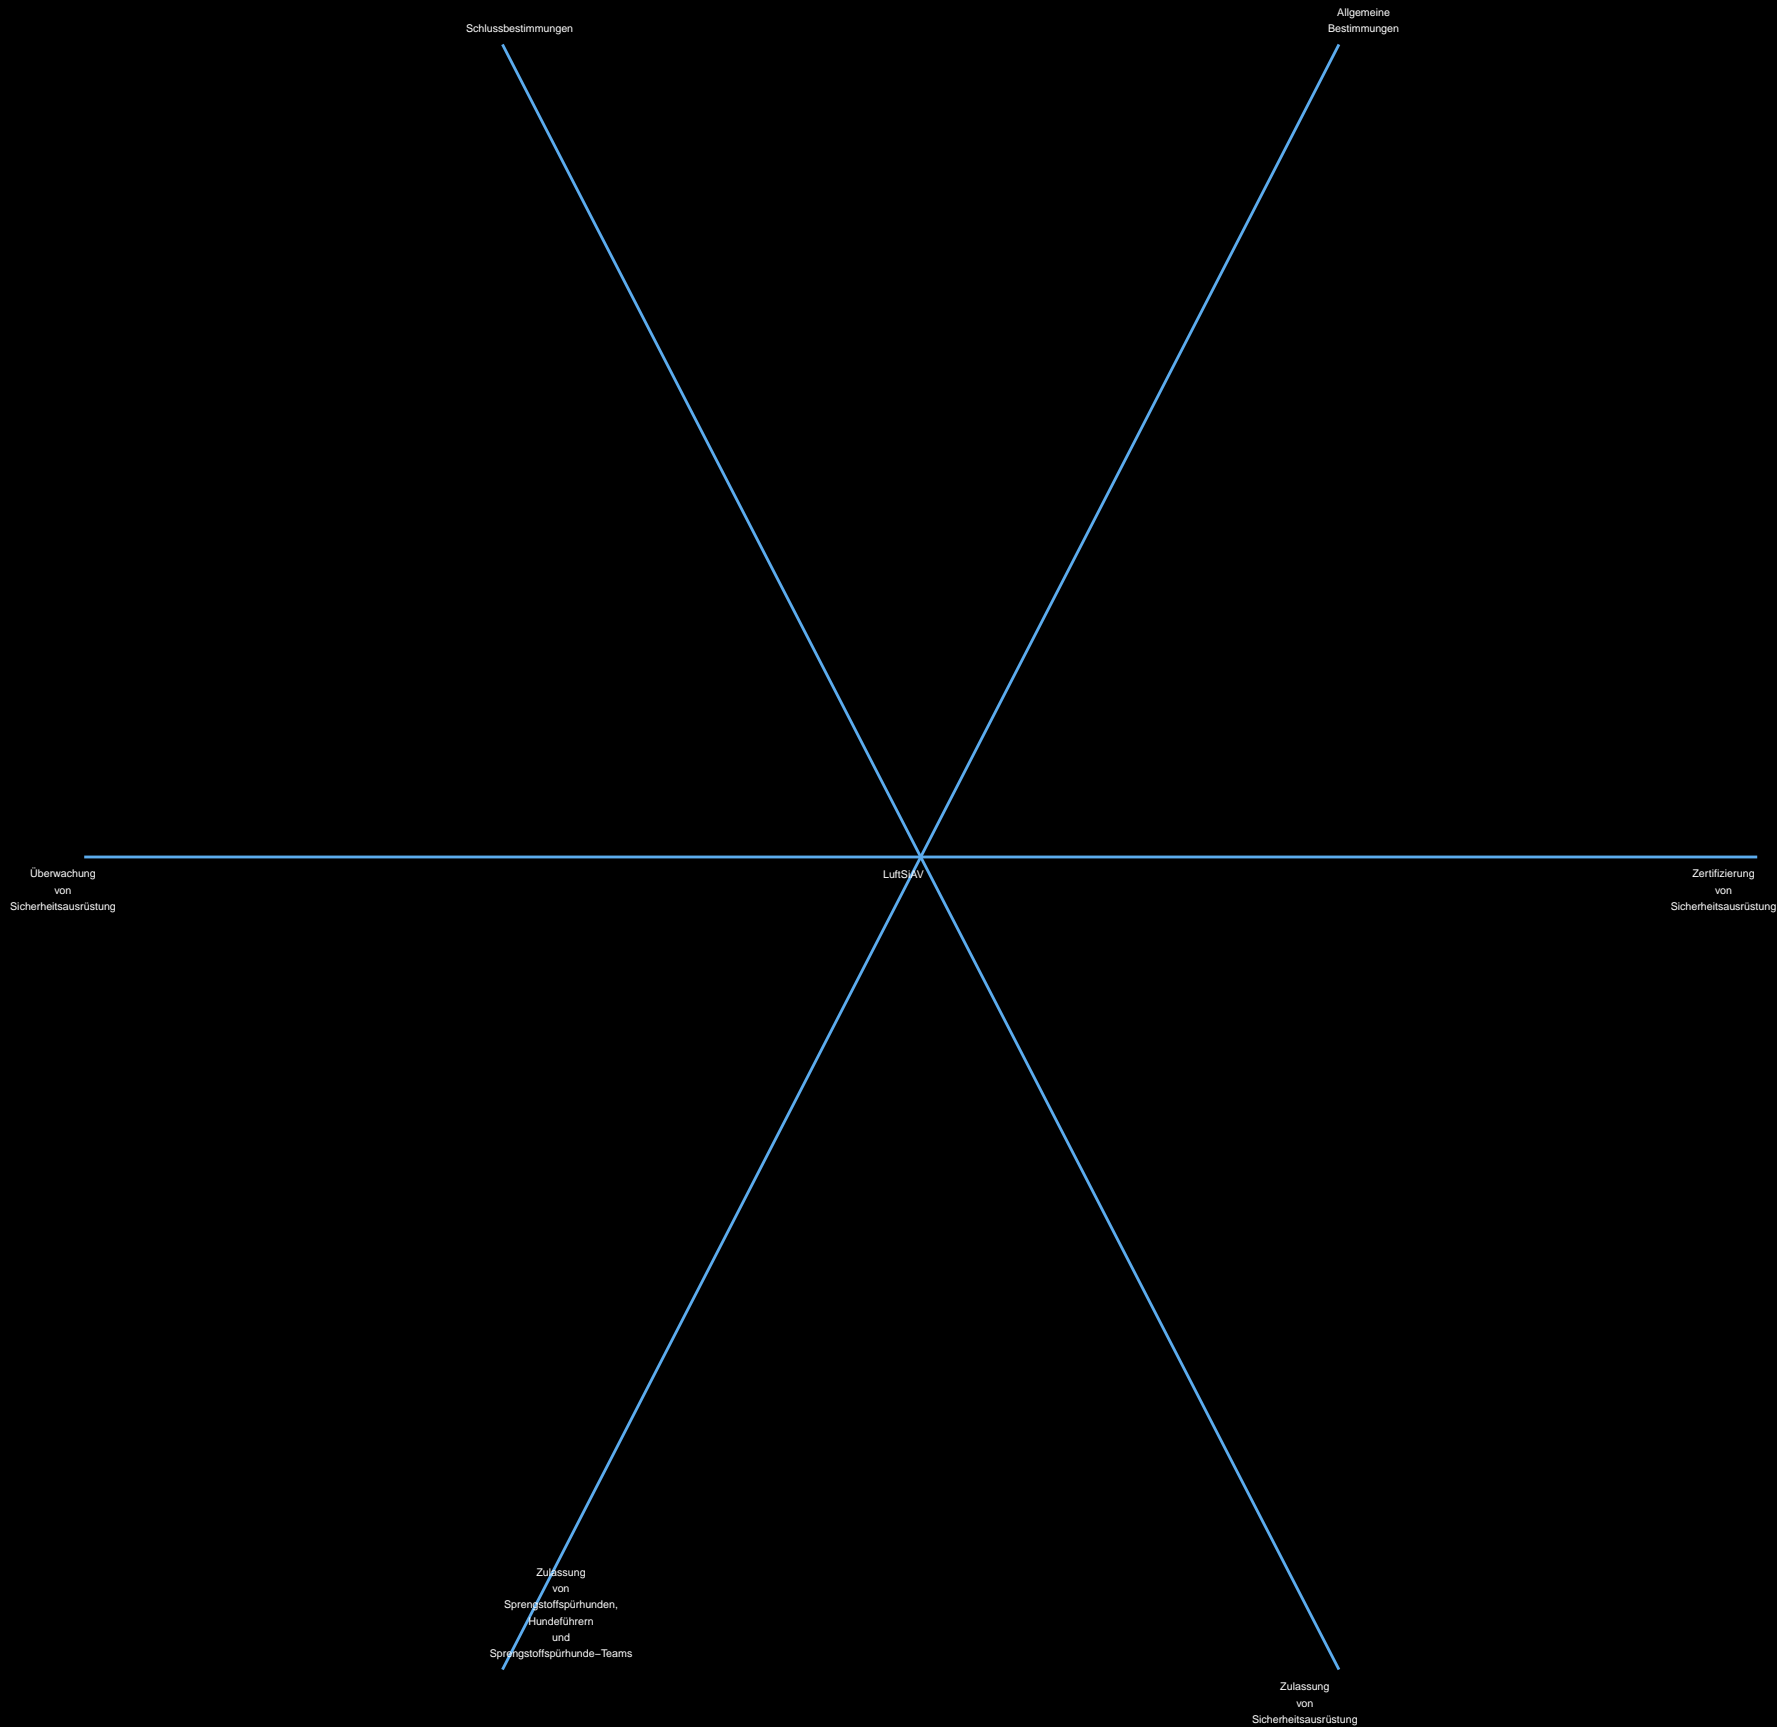 Schlussbestimmungen
Allgemeine
Bestimmungen
Überwachung
von
Sicherheitsausrüstung
LuftSiAV
Zertifizierung
von
Sicherheitsausrüstung
Zulassung
von
Sprengstoffspürhunden,
Hundeführern
und
Sprengstoffspürhunde−Teams
Zulassung
von
Sicherheitsausrüstung